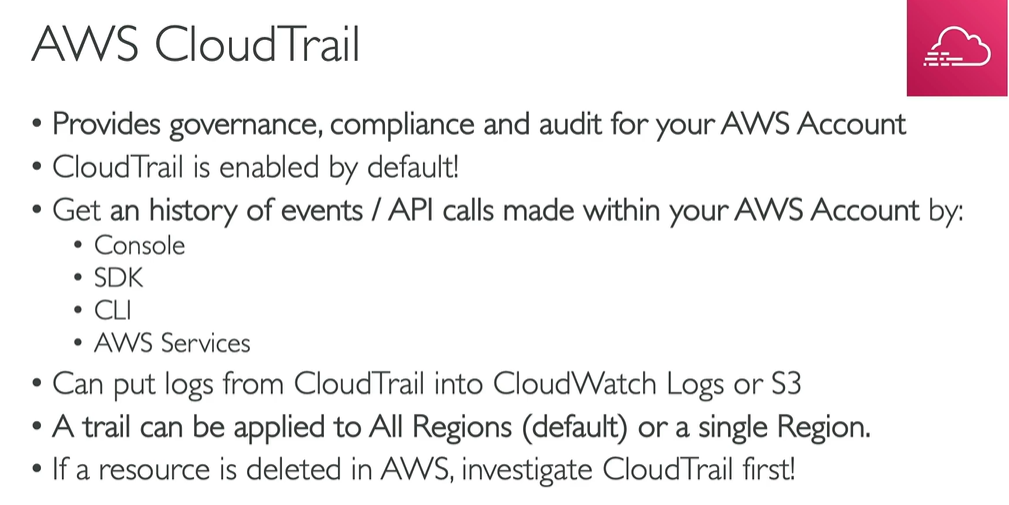 AWS CloudTrail
• Provides governance, compliance and audit for your AWS Account
• CloudTrail is enabled by default!
• Get an history of events / API calls made within your AWS Account by:
• Console
• SDK
• CLI
• AWS Services
• Can put logs from CloudTrail into CloudWatch Logs or S3
• A trail can be applied to All Regions (default) or a single Region.
• If a resource is deleted in AWS, investigate CloudTrail first!